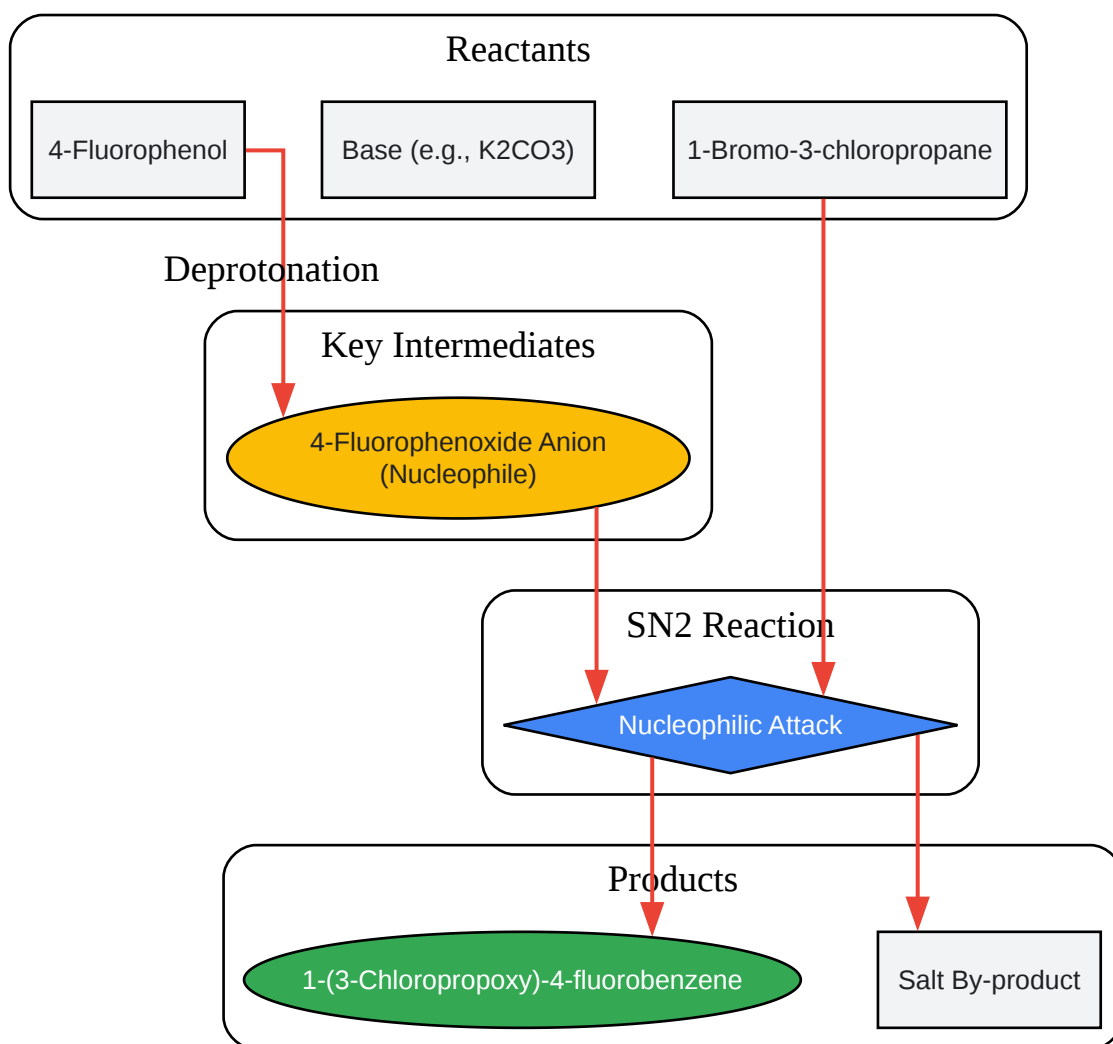 Reactants
4-Fluorophenol
Base (e.g., K2CO3)
1-Bromo-3-chloropropane
Deprotonation
Key Intermediates
4-Fluorophenoxide Anion
(Nucleophile)
SN2 Reaction
Nucleophilic Attack
Products
1-(3-Chloropropoxy)-4-fluorobenzene
Salt By-product